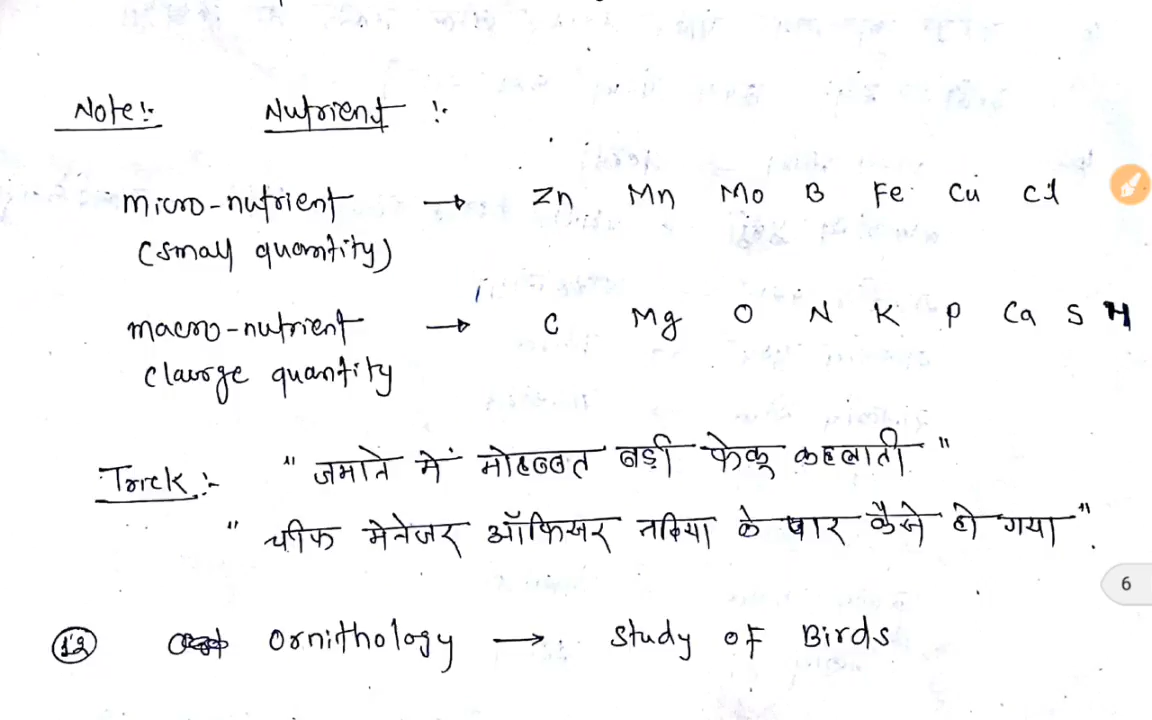 Note:- Nutrient :-
micro-nutrient → Zn Mn Mo B Fe Cu Cl
(small quantity)
macro-nutrient → C Mg O N K P Ca S H
(large quantity
Trick :- "जमाने में मोहब्बत बड़ी फेकू कहलाती"
"चीफ मेनेजर ऑफिसर नदिया के पार कैसे हो गया".
6
12 Ornithology → Study of Birds